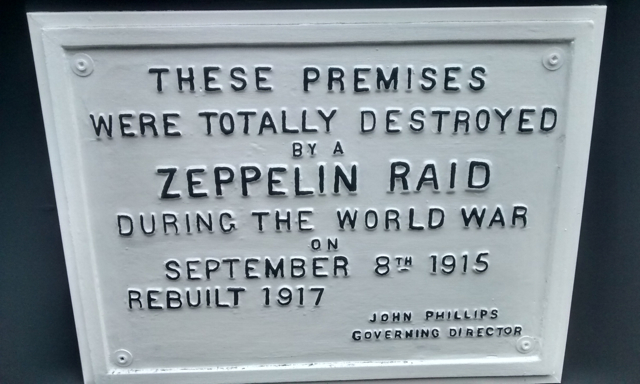 THESE PREMISES
WERE TOTALLY DESTROYED
BY A
ZEPPELIN RAID
DURING THE WORLD WAR
ON
SEPTEMBER 8TH 1915
REBUILT 1917
JOHN PHILLIPS
GOVERNING DIRECTOR